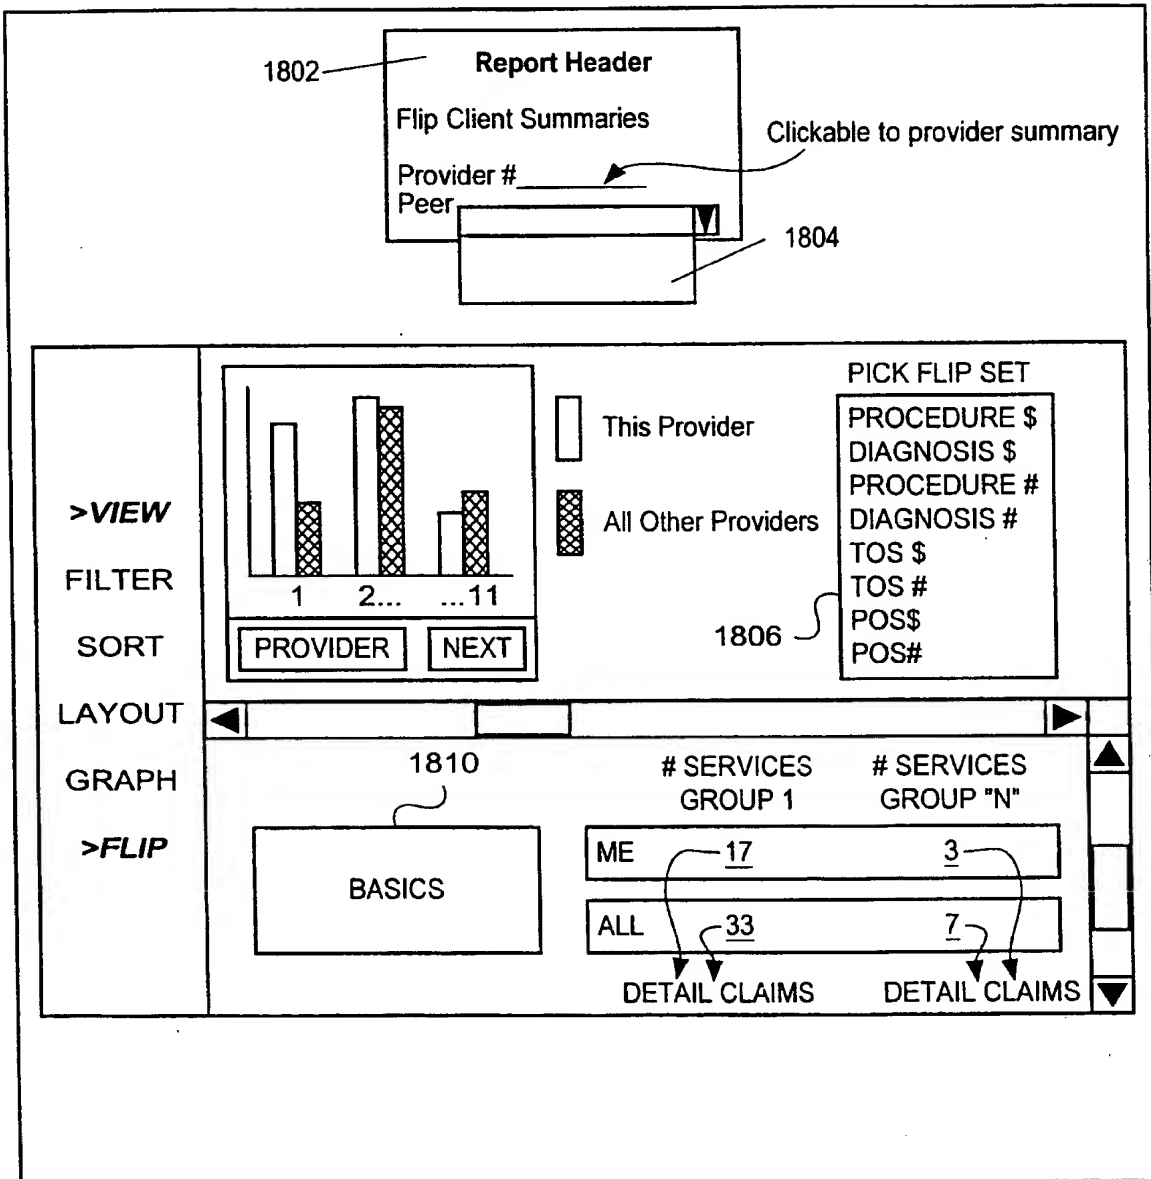 1802
Report Header
Flip Client Summaries
Clickable to provider summary
Provider #
Peer
1804
>VIEW
FILTER
SORT
LAYOUT
GRAPH
>FLIP
1 2... ...11
PROVIDER NEXT
This Provider
All Other Providers
PICK FLIP SET
PROCEDURE $
DIAGNOSIS $
PROCEDURE #
DIAGNOSIS #
TOS $
TOS #
POS$
POS#
1806
1810
BASICS
# SERVICES GROUP 1
# SERVICES GROUP "N"
ME 17 3
ALL 33 7
DETAIL CLAIMS DETAIL CLAIMS